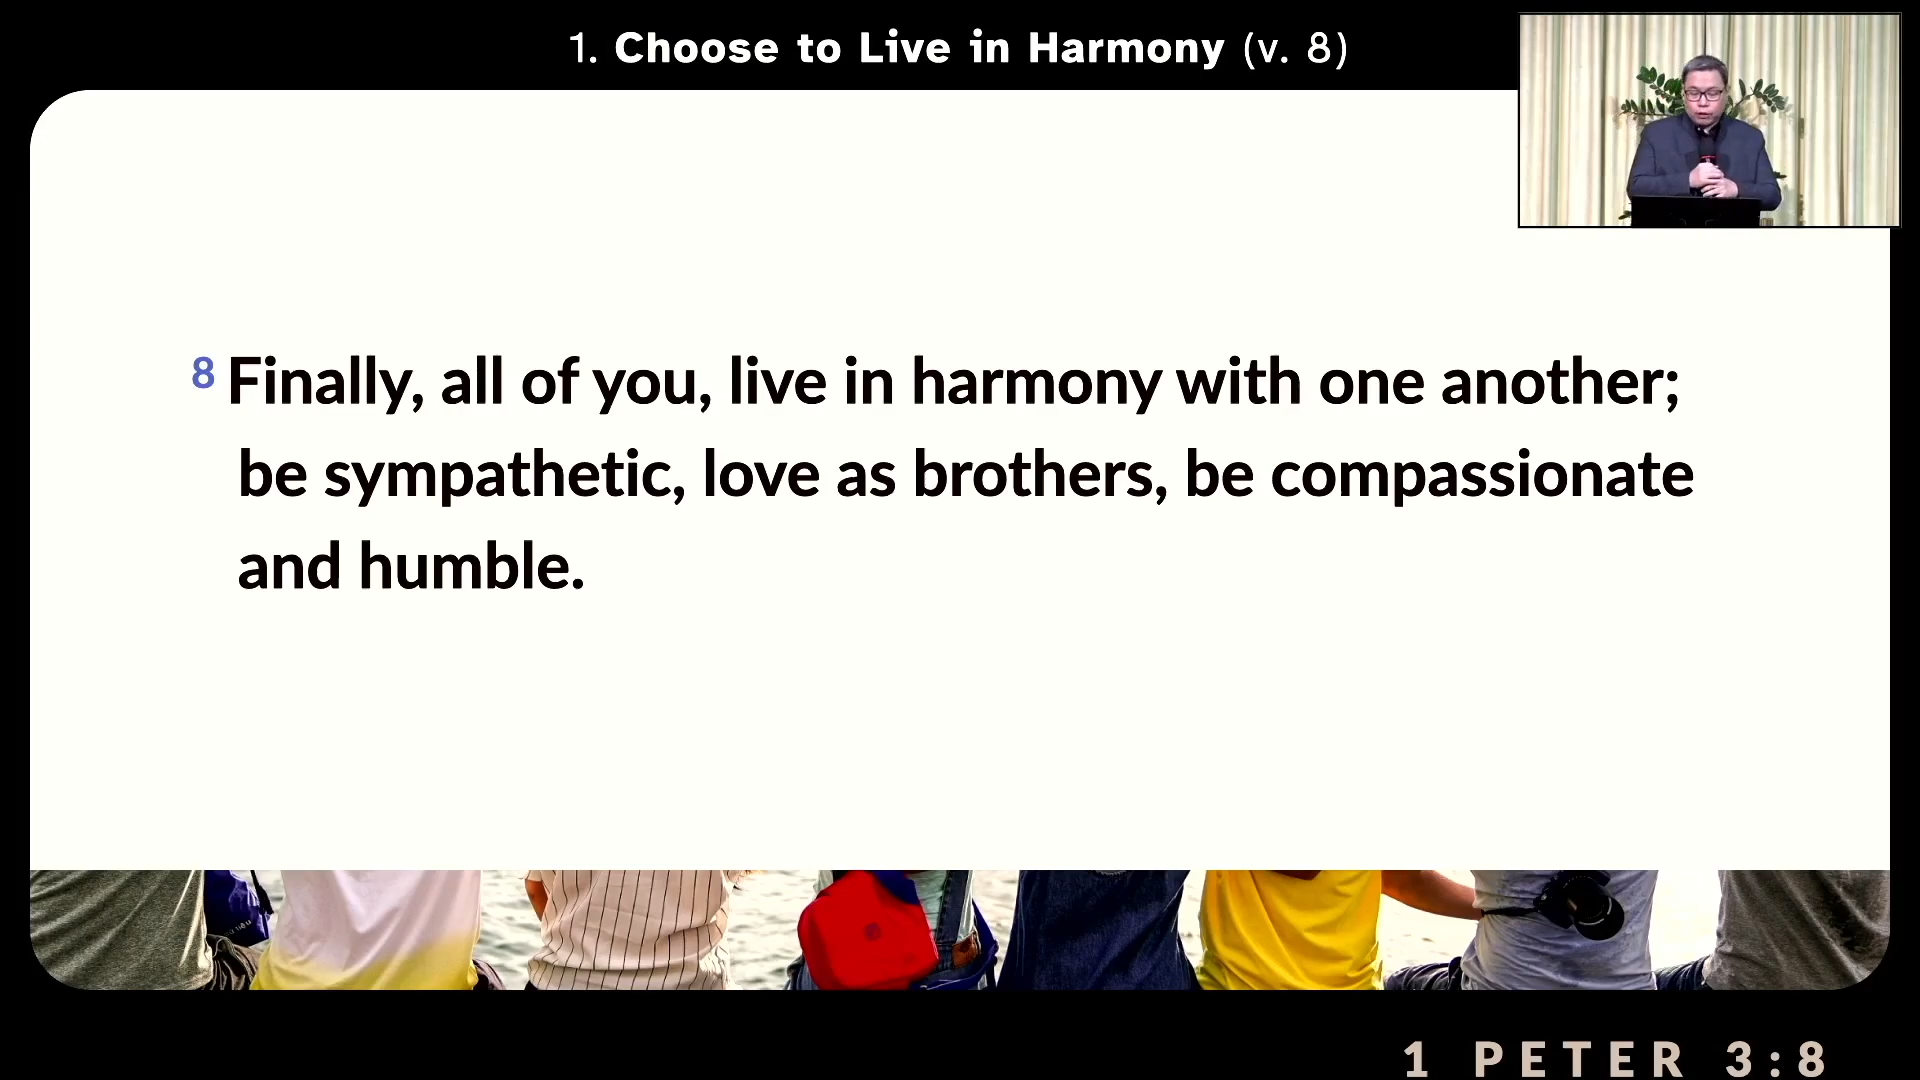 1. Choose to Live in Harmony (v. 8)
8 Finally, all of you, live in harmony with one another;
be sympathetic, love as brothers, be compassionate
and humble.
1 PETER 3:8